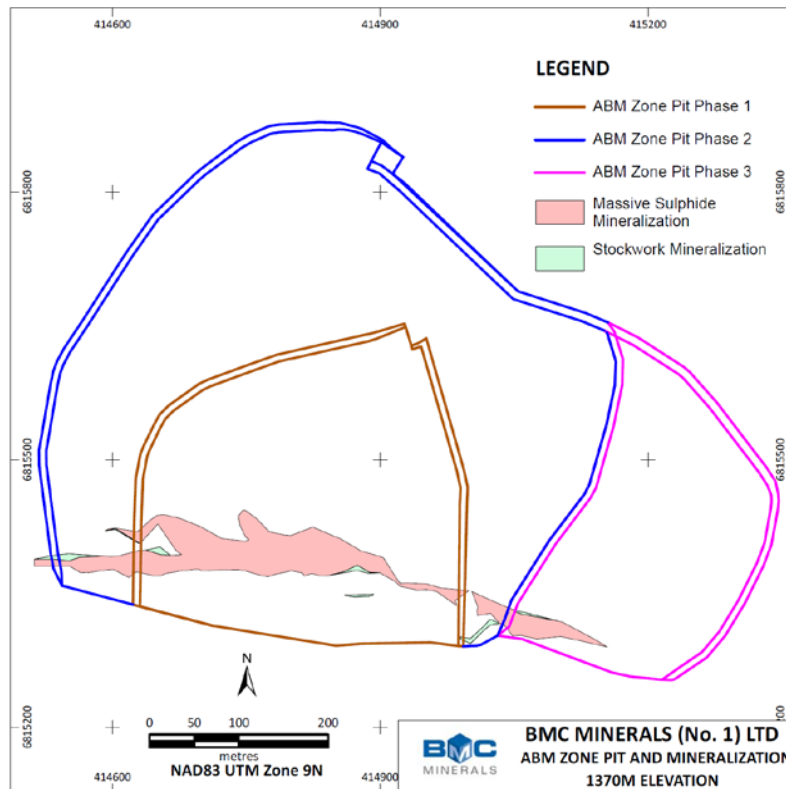 414600
414900
415200
LEGEND
ABM Zone Pit Phase 1
ABM Zone Pit Phase 2
ABM Zone Pit Phase 3
Massive Sulphide
Mineralization
Stockwork Mineralization
6815800
6815800
6815500
6815500
N
0 50 100 200
metres
NAD83 UTM Zone 9N
6815200
200
BMC
MINERALS
BMC MINERALS (No. 1) LTD
ABM ZONE PIT AND MINERALIZATION
1370M ELEVATION
414600
414900